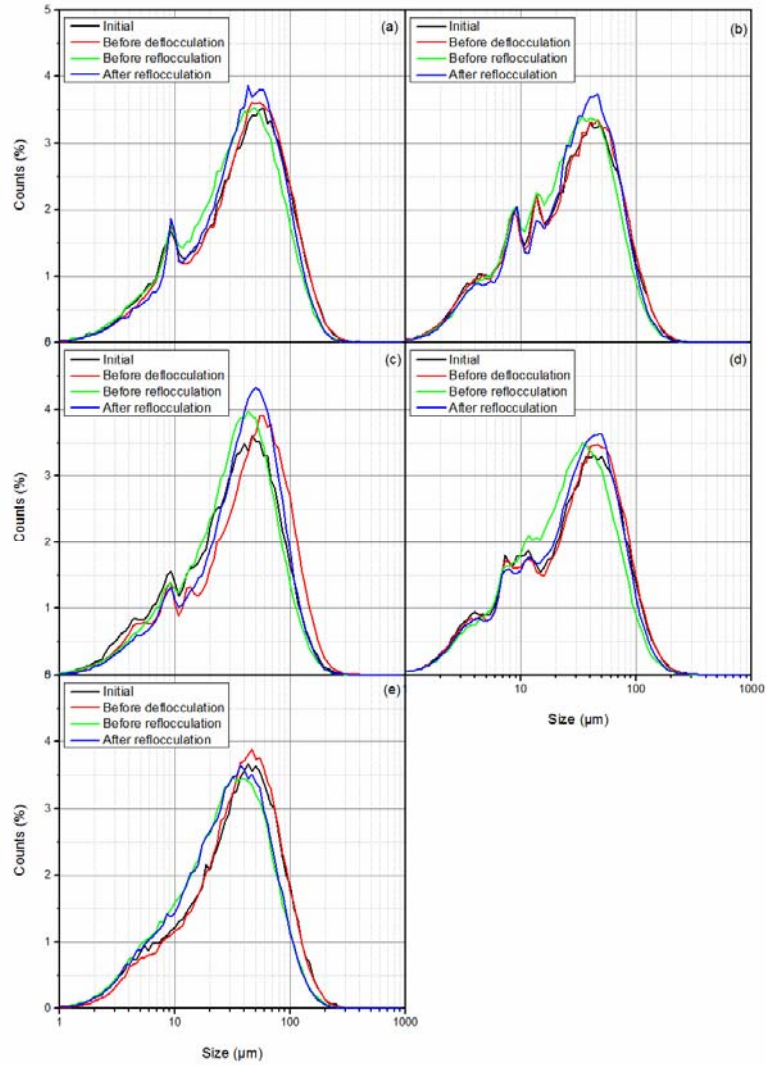 5
Initial
Before deflocculation
Before reflocculation
After reflocculation
(a)
4
3
2
1
6
Counts (%)
Initial
Before deflocculation
Before reflocculation
After reflocculation
(b)
Initial
Before deflocculation
Before reflocculation
After reflocculation
(c)
4
3
2
1
6
Counts (%)
Initial
Before deflocculation
Before reflocculation
After reflocculation
(d)
1
10
100
1000
Size (µm)
Initial
Before deflocculation
Before reflocculation
After reflocculation
(e)
4
3
2
1
0
Counts (%)
1
10
100
1000
Size (µm)